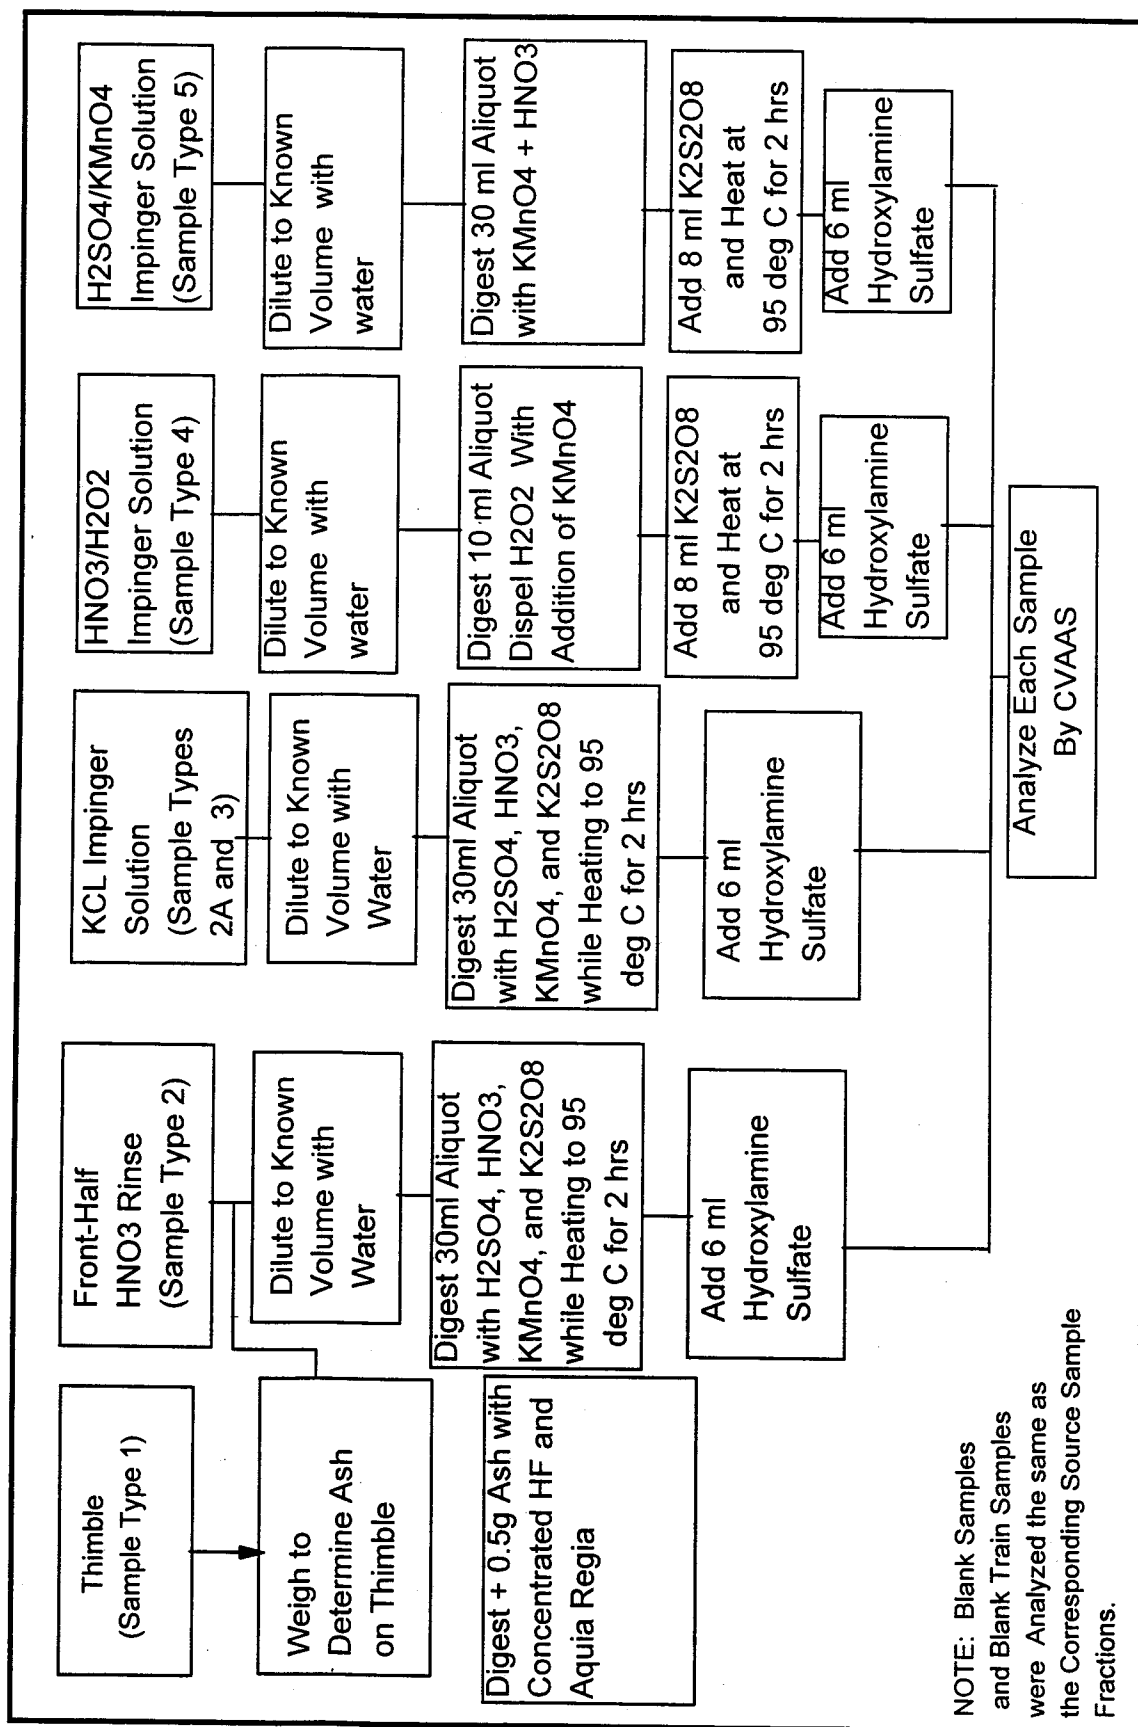 Thimble
(Sample Type 1)
Weigh to
Determine Ash
on Thimble
Digest + 0.5g Ash with
Concentrated HF and
Aquia Regia
Front-Half
HNO3 Rinse
(Sample Type 2)
Dilute to Known
Volume with
Water
Digest 30ml Aliquot
with H2SO4, HNO3,
KMnO4, and K2S2O8
while Heating to 95
deg C for 2 hrs
Add 6 ml
Hydroxylamine
Sulfate
KCL Impinger
Solution
(Sample Types
2A and 3)
Dilute to Known
Volume with
Water
Digest 30ml Aliquot
with H2SO4, HNO3,
KMnO4, and K2S2O8
while Heating to 95
deg C for 2 hrs
Add 6 ml
Hydroxylamine
Sulfate
HNO3/H2O2
Impinger Solution
(Sample Type 4)
Dilute to Known
Volume with
water
Digest 10 ml Aliquot
Dispel H2O2 With
Addition of KMnO4
Add 8 ml K2S2O8
and Heat at
95 deg C for 2 hrs
Add 6 ml
Hydroxylamine
Sulfate
H2SO4/KMnO4
Impinger Solution
(Sample Type 5)
Dilute to Known
Volume with
water
Digest 30 ml Aliquot
with KMnO4 + HNO3
Add 8 ml K2S2O8
and Heat at
95 deg C for 2 hrs
Add 6 ml
Hydroxylamine
Sulfate
Analyze Each Sample
By CVAAS
NOTE: Blank Samples
and Blank Train Samples
were Analyzed the same as
the Corresponding Source Sample
Fractions.